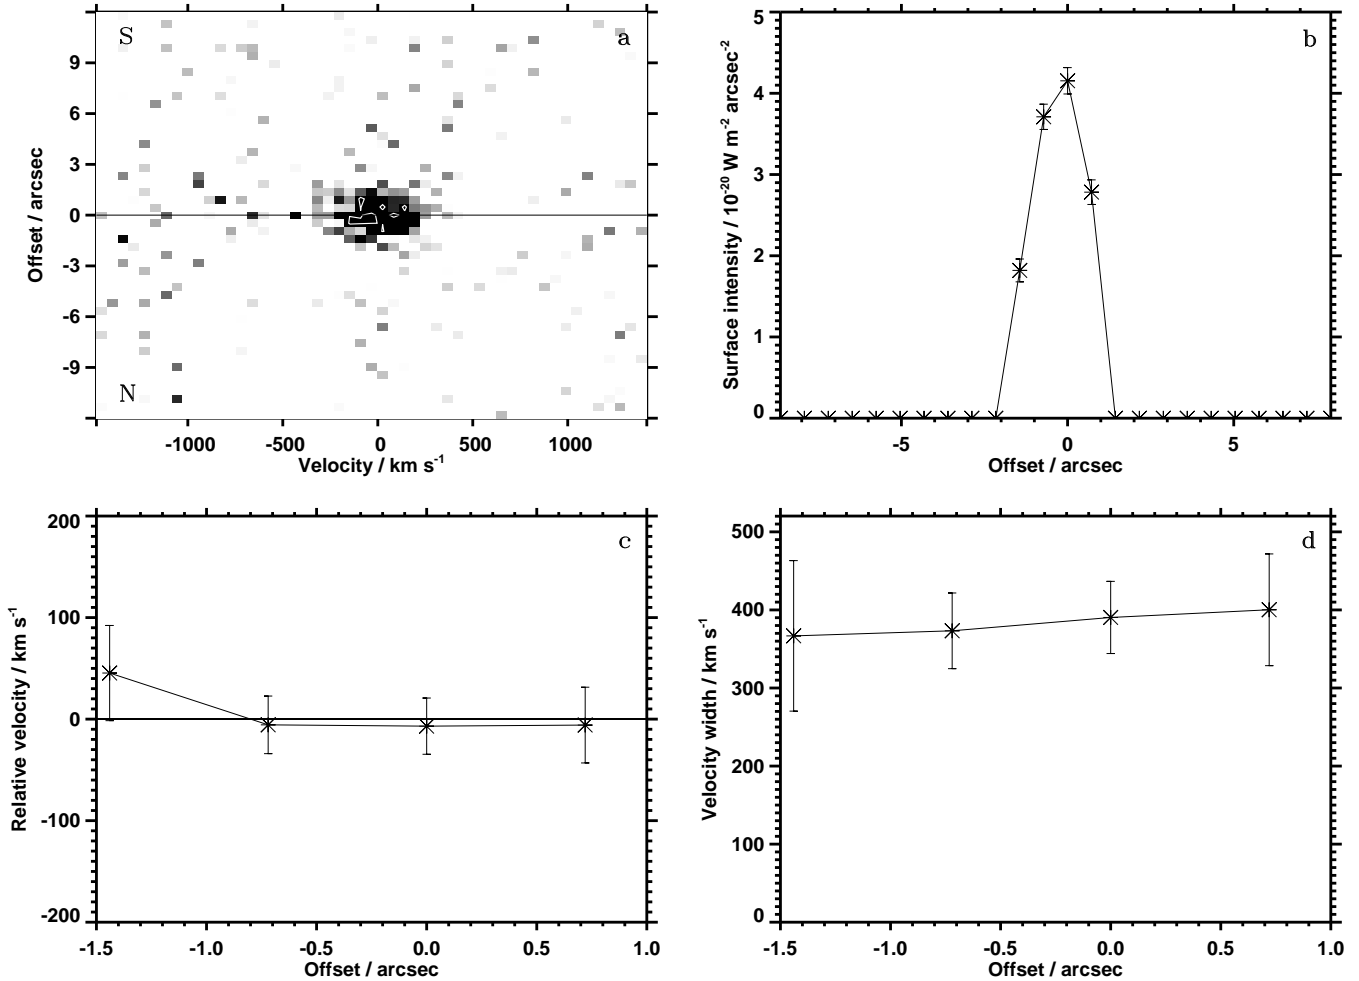 S
a
N
9
6
3
0
-3
-6
-9
Offset / arcsec
-1000 -500 0 500 1000
Velocity / km s⁻¹
b
5
4
3
2
1
0
Surface intensity / 10⁻²⁰ W m⁻² arcsec⁻²
-5 0 5
Offset / arcsec
c
200
100
0
-100
-200
Relative velocity / km s⁻¹
-1.5 -1.0 -0.5 0.0 0.5 1.0
Offset / arcsec
d
500
400
300
200
100
0
Velocity width / km s⁻¹
-1.5 -1.0 -0.5 0.0 0.5 1.0
Offset / arcsec